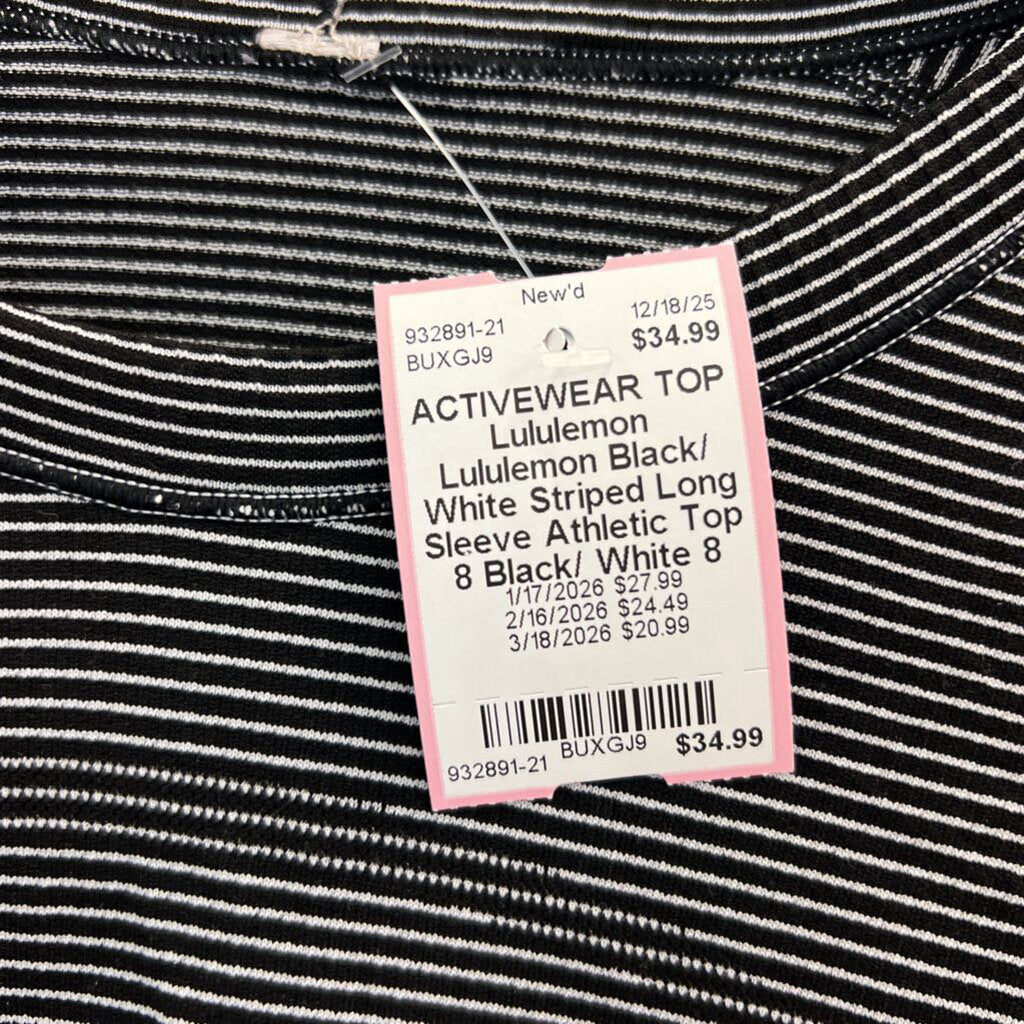 New'd
932891-21 12/18/25
BUXGJ9 $34.99
ACTIVEWEAR TOP
Lululemon
Lululemon Black/
White Striped Long
Sleeve Athletic Top
8 Black/ White 8
1/17/2026 $27.99
2/16/2026 $24.49
3/18/2026 $20.99
932891-21 BUXGJ9 $34.99